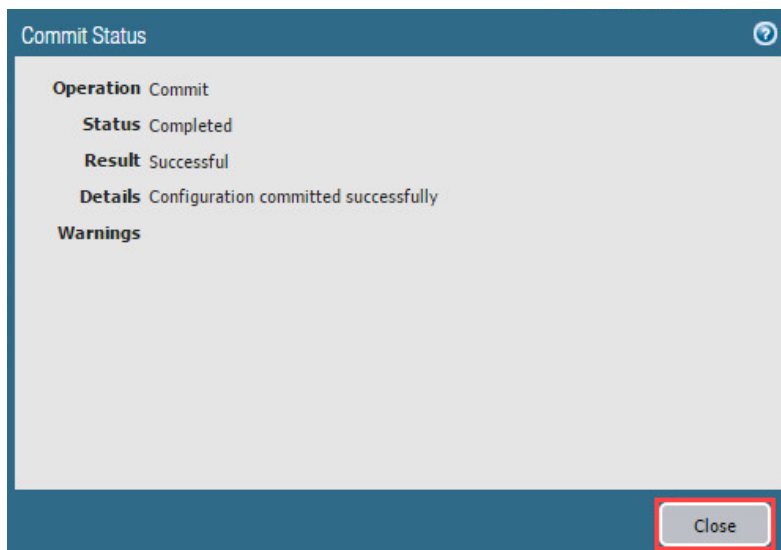 Commit Status
Operation Commit
Status Completed
Result Successful
Details Configuration committed successfully
Warnings
Close